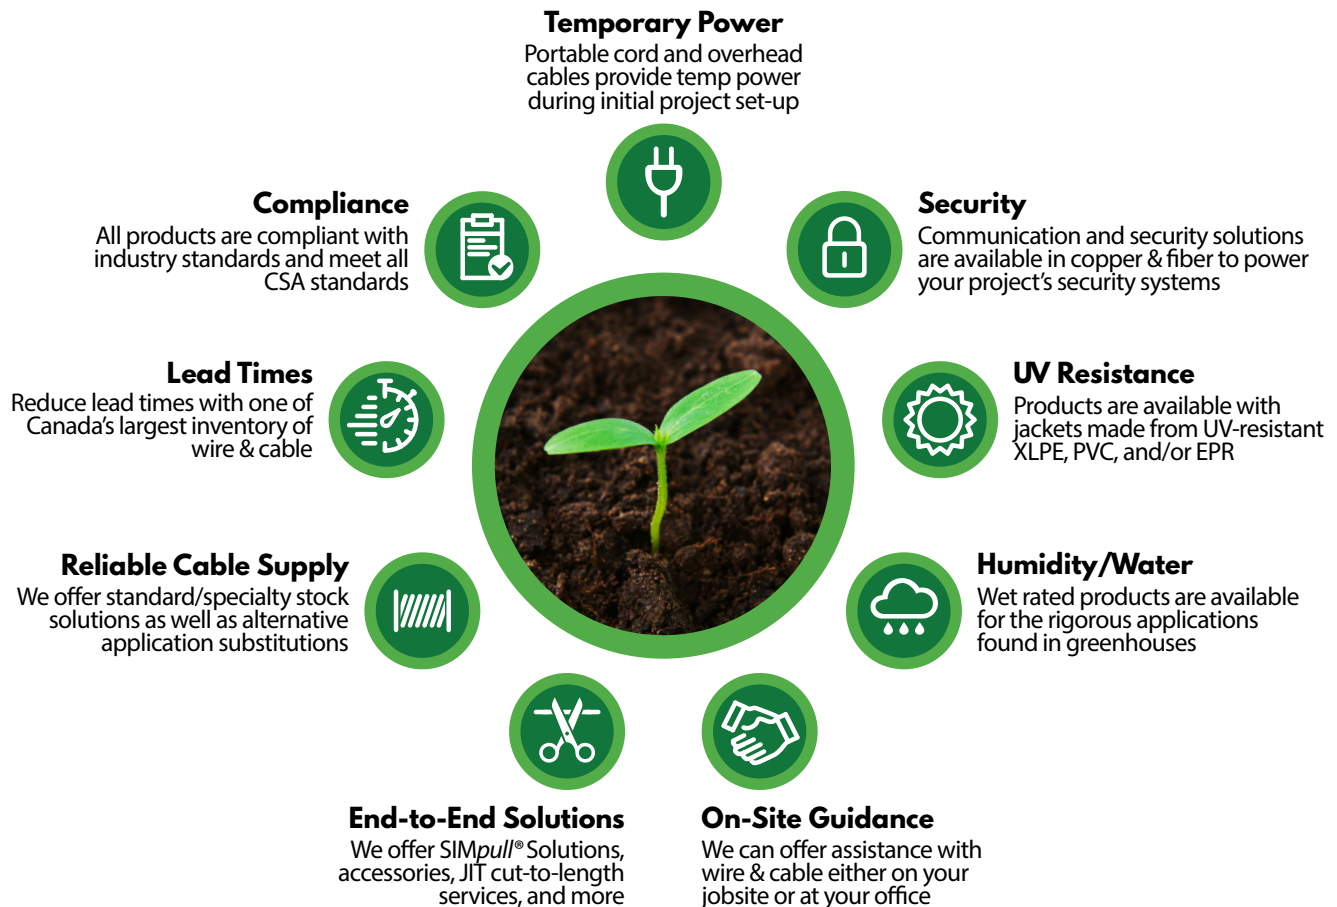 Temporary Power
Portable cord and overhead
cables provide temp power
during initial project set-up
Compliance
All products are compliant with
industry standards and meet all
CSA standards
Security
Communication and security solutions
are available in copper & fiber to power
your project's security systems
Lead Times
Reduce lead times with one of
Canada's largest inventory of
wire & cable
UV Resistance
Products are available with
jackets made from UV-resistant
XLPE, PVC, and/or EPR
Reliable Cable Supply
We offer standard/specialty stock
solutions as well as alternative
application substitutions
Humidity/Water
Wet rated products are available
for the rigorous applications
found in greenhouses
End-to-End Solutions
We offer SIMpull® Solutions,
accessories, JIT cut-to-length
services, and more
On-Site Guidance
We can offer assistance with
wire & cable either on your
jobsite or at your office